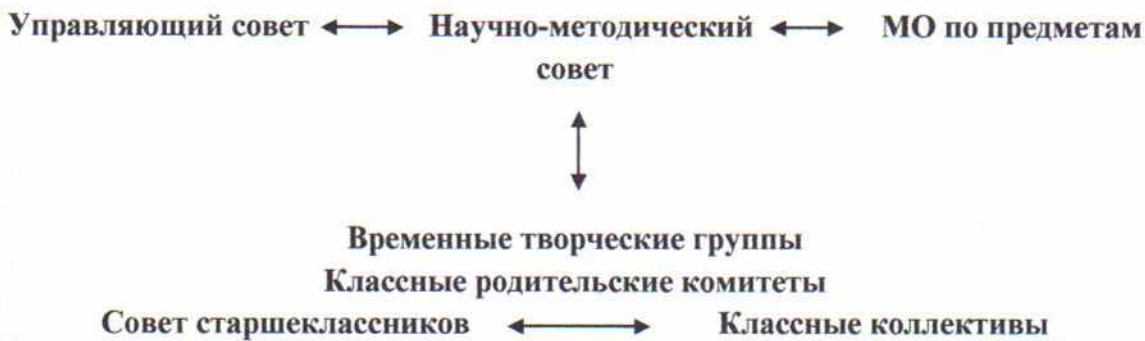 Управляющий совет ⟷ Научно-методический ⟷ МО по предметам
совет
Временные творческие группы
Классные родительские комитеты
Совет старшеклассников ⟷ Классные коллективы